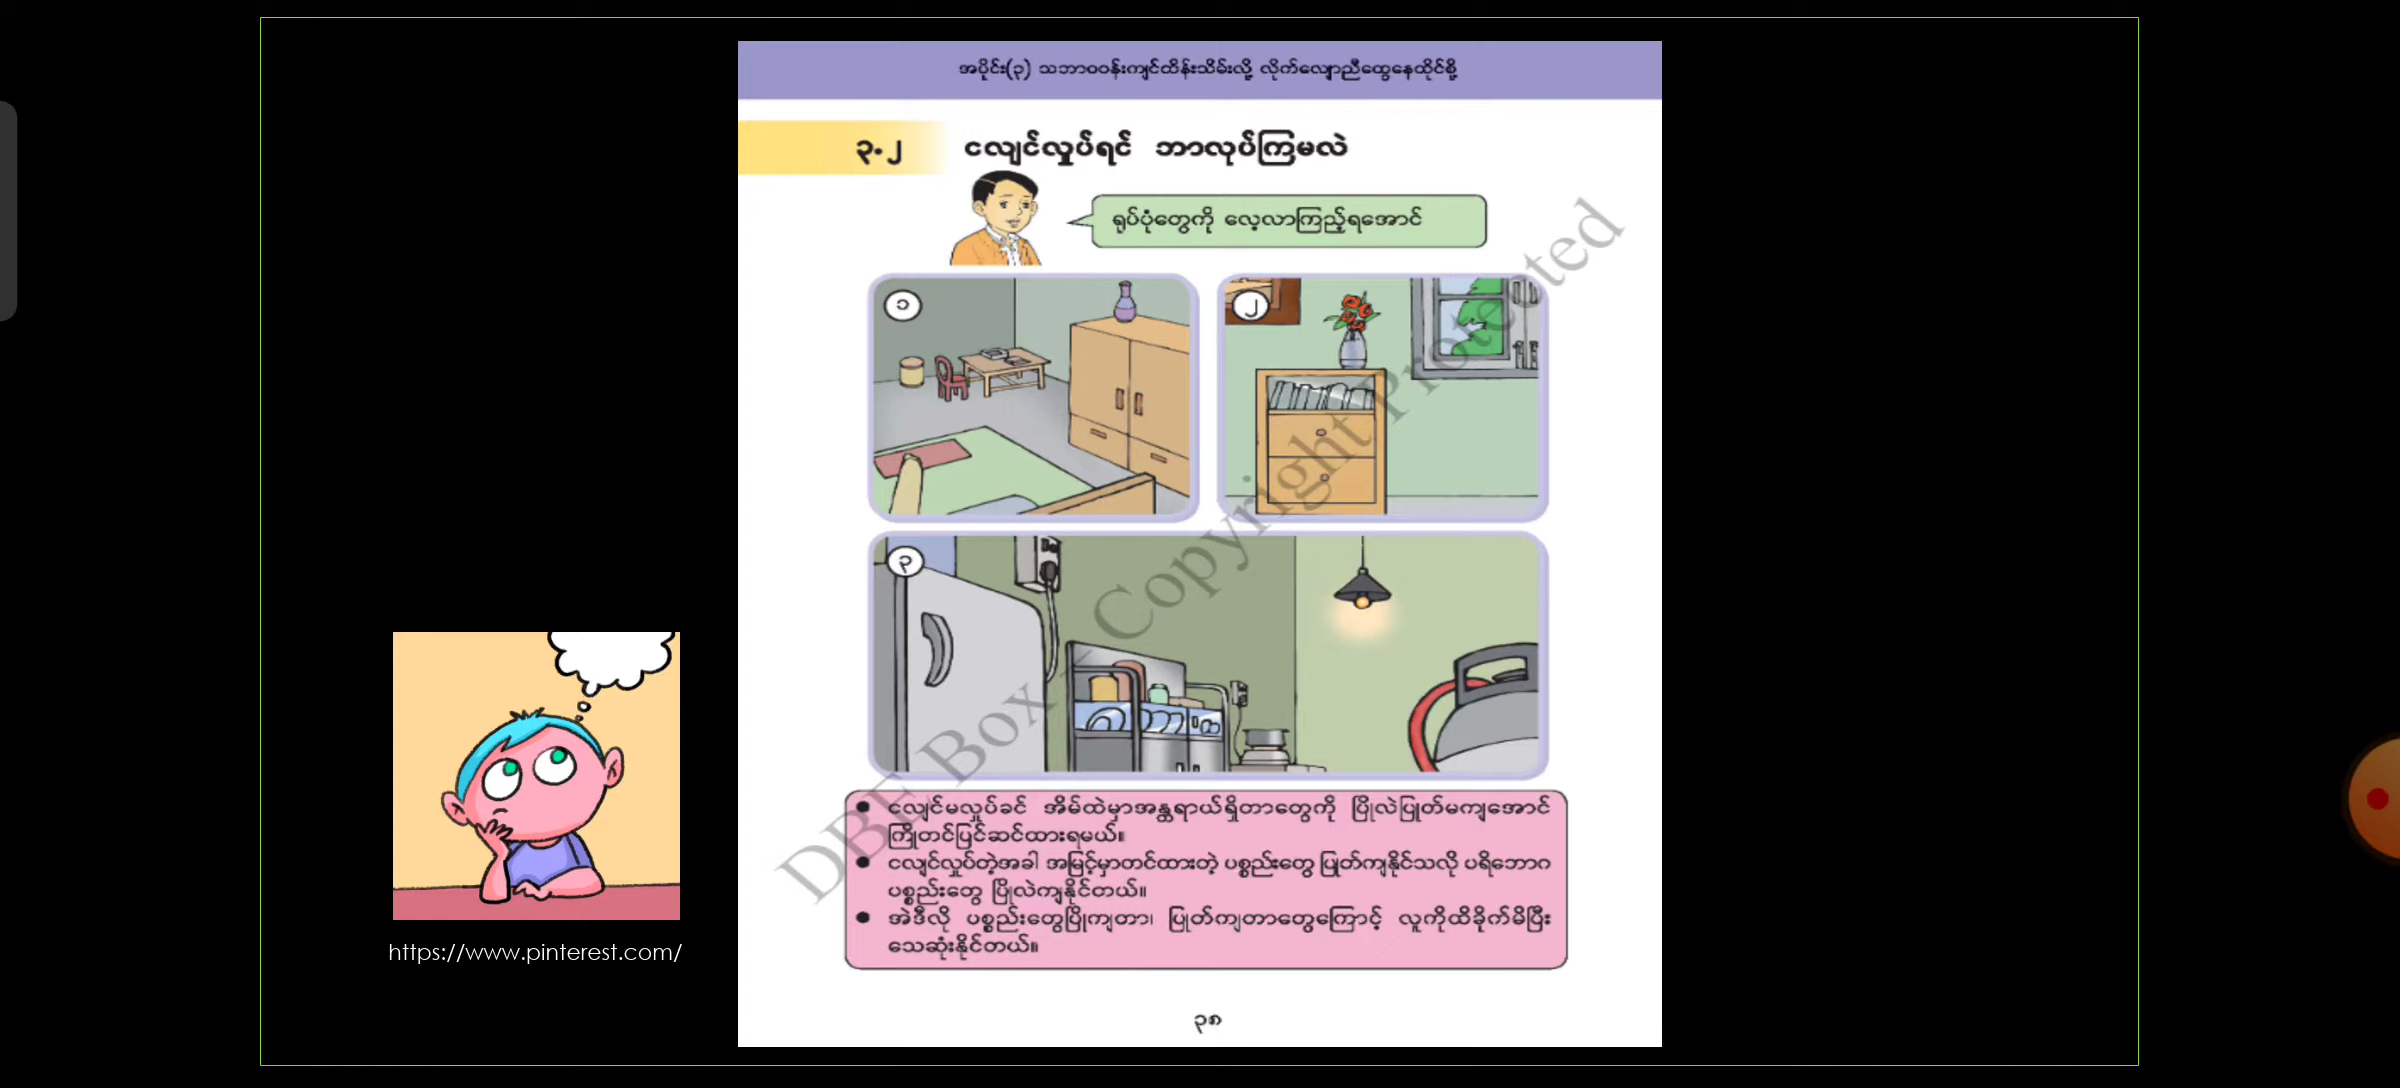 အပိုင်း(၃) သဘာဝဝန်းကျင်ထိန်းသိမ်းလို့ လိုက်လျောညီထွေနေထိုင်စို့
၃.၂ ငလျင်လှုပ်ရင် ဘာလုပ်ကြမလဲ
ရုပ်ပုံတွေကို လေ့လာကြည့်ရအောင်
၁
၂
၃
● ငလျင်မလှုပ်ခင် အိမ်ထဲမှာအန္တရာယ်ရှိတာတွေကို ပြိုလဲပြုတ်မကျအောင်
ကြိုတင်ပြင်ဆင်ထားရမယ်။
● ငလျင်လှုပ်တဲ့အခါ အမြင့်မှာတင်ထားတဲ့ ပစ္စည်းတွေ ပြုတ်ကျနိုင်သလို ပရိဘောဂ
ပစ္စည်းတွေ ပြိုလဲကျနိုင်တယ်။
● အဲဒီလို ပစ္စည်းတွေပြိုကျတာ၊ ပြုတ်ကျတာတွေကြောင့် လူကိုထိခိုက်မိပြီး
သေဆုံးနိုင်တယ်။
DBE Box - Copyright Protected
https://www.pinterest.com/
၃၈